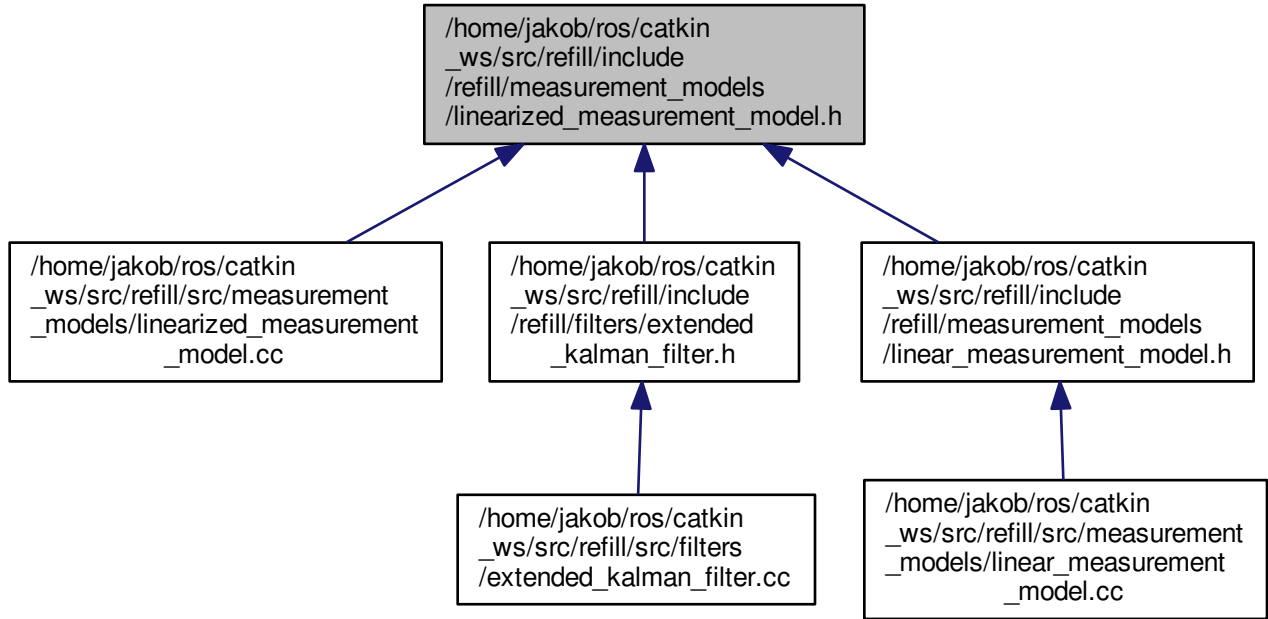 /home/jakob/ros/catkin
_ws/src/refill/include
/refill/measurement_models
/linearized_measurement_model.h
/home/jakob/ros/catkin
_ws/src/refill/src/measurement
_models/linearized_measurement
_model.cc
/home/jakob/ros/catkin
_ws/src/refill/include
/refill/filters/extended
_kalman_filter.h
/home/jakob/ros/catkin
_ws/src/refill/include
/refill/measurement_models
/linear_measurement_model.h
/home/jakob/ros/catkin
_ws/src/refill/src/filters
/extended_kalman_filter.cc
/home/jakob/ros/catkin
_ws/src/refill/src/measurement
_models/linear_measurement
_model.cc